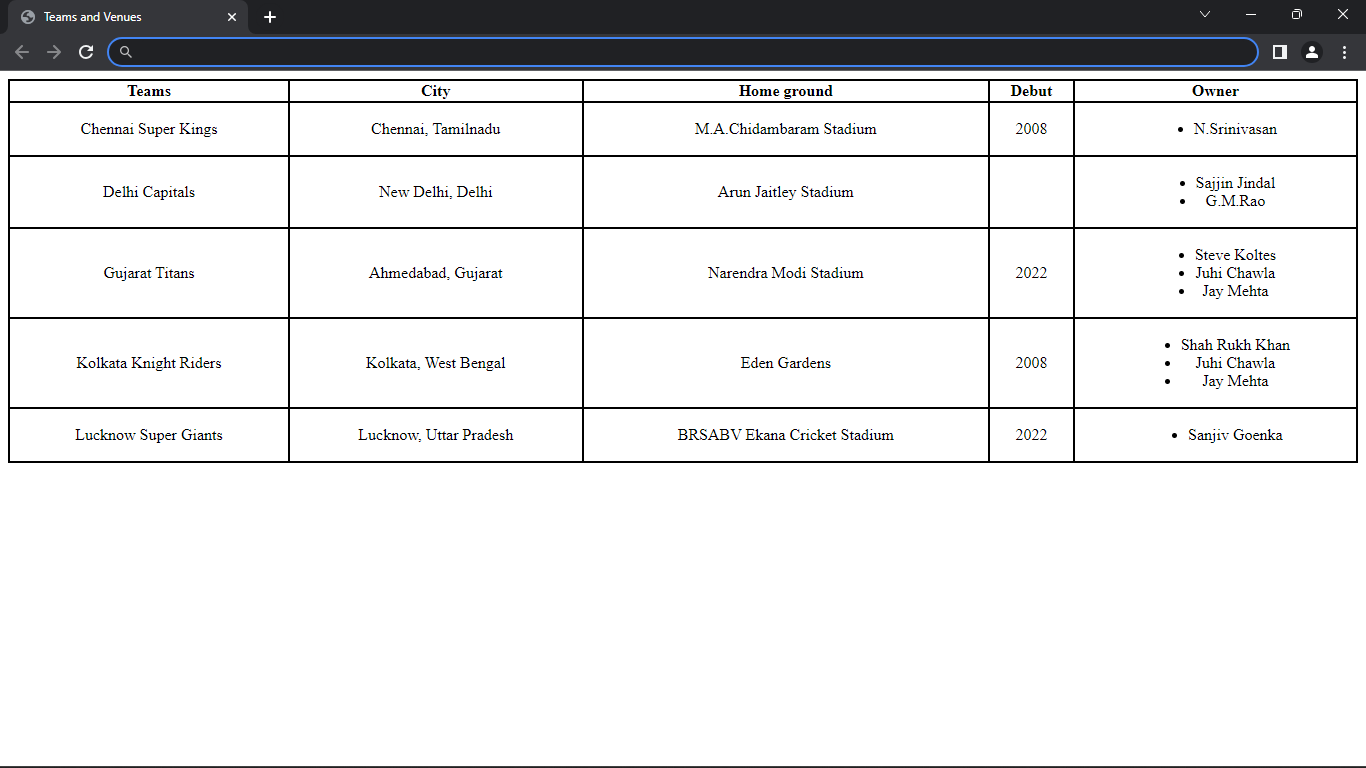 Teams and Venues
Teams City Home ground Debut Owner
Chennai Super Kings Chennai, Tamilnadu M.A.Chidambaram Stadium 2008 • N.Srinivasan
Delhi Capitals New Delhi, Delhi Arun Jaitley Stadium • Sajjin Jindal
• G.M.Rao
Gujarat Titans Ahmedabad, Gujarat Narendra Modi Stadium 2022 • Steve Koltes
• Juhi Chawla
• Jay Mehta
Kolkata Knight Riders Kolkata, West Bengal Eden Gardens 2008 • Shah Rukh Khan
• Juhi Chawla
• Jay Mehta
Lucknow Super Giants Lucknow, Uttar Pradesh BRSABV Ekana Cricket Stadium 2022 • Sanjiv Goenka